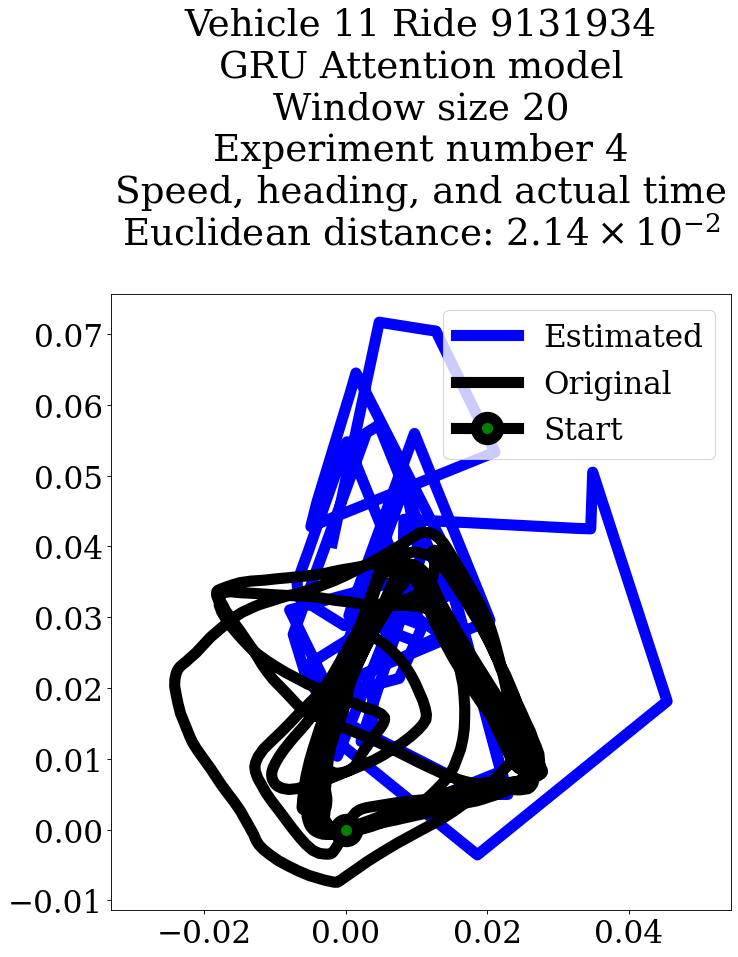 Vehicle 11 Ride 9131934
GRU Attention model
Window size 20
Experiment number 4
Speed, heading, and actual time
Euclidean distance: 2.14 × 10⁻²
Estimated
Original
Start
0.07
0.06
0.05
0.04
0.03
0.02
0.01
0.00
−0.01
−0.02
0.00
0.02
0.04